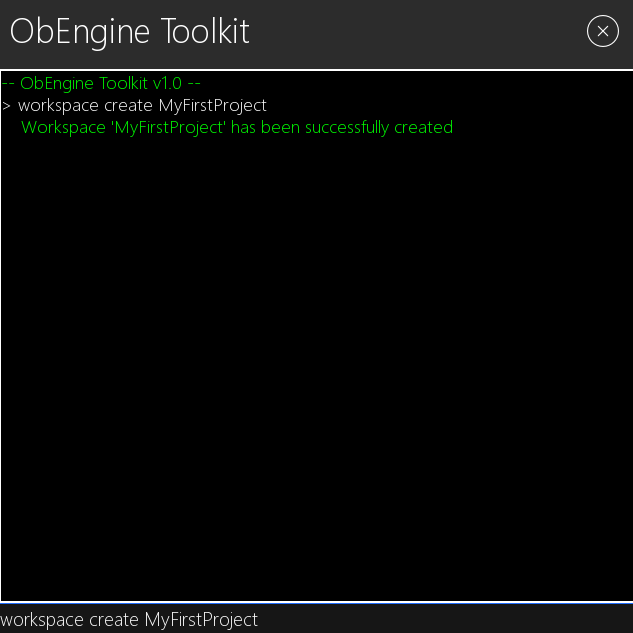 ObEngine Toolkit
-- ObEngine Toolkit v1.0 --
> workspace create MyFirstProject
Workspace 'MyFirstProject' has been successfully created
workspace create MyFirstProject